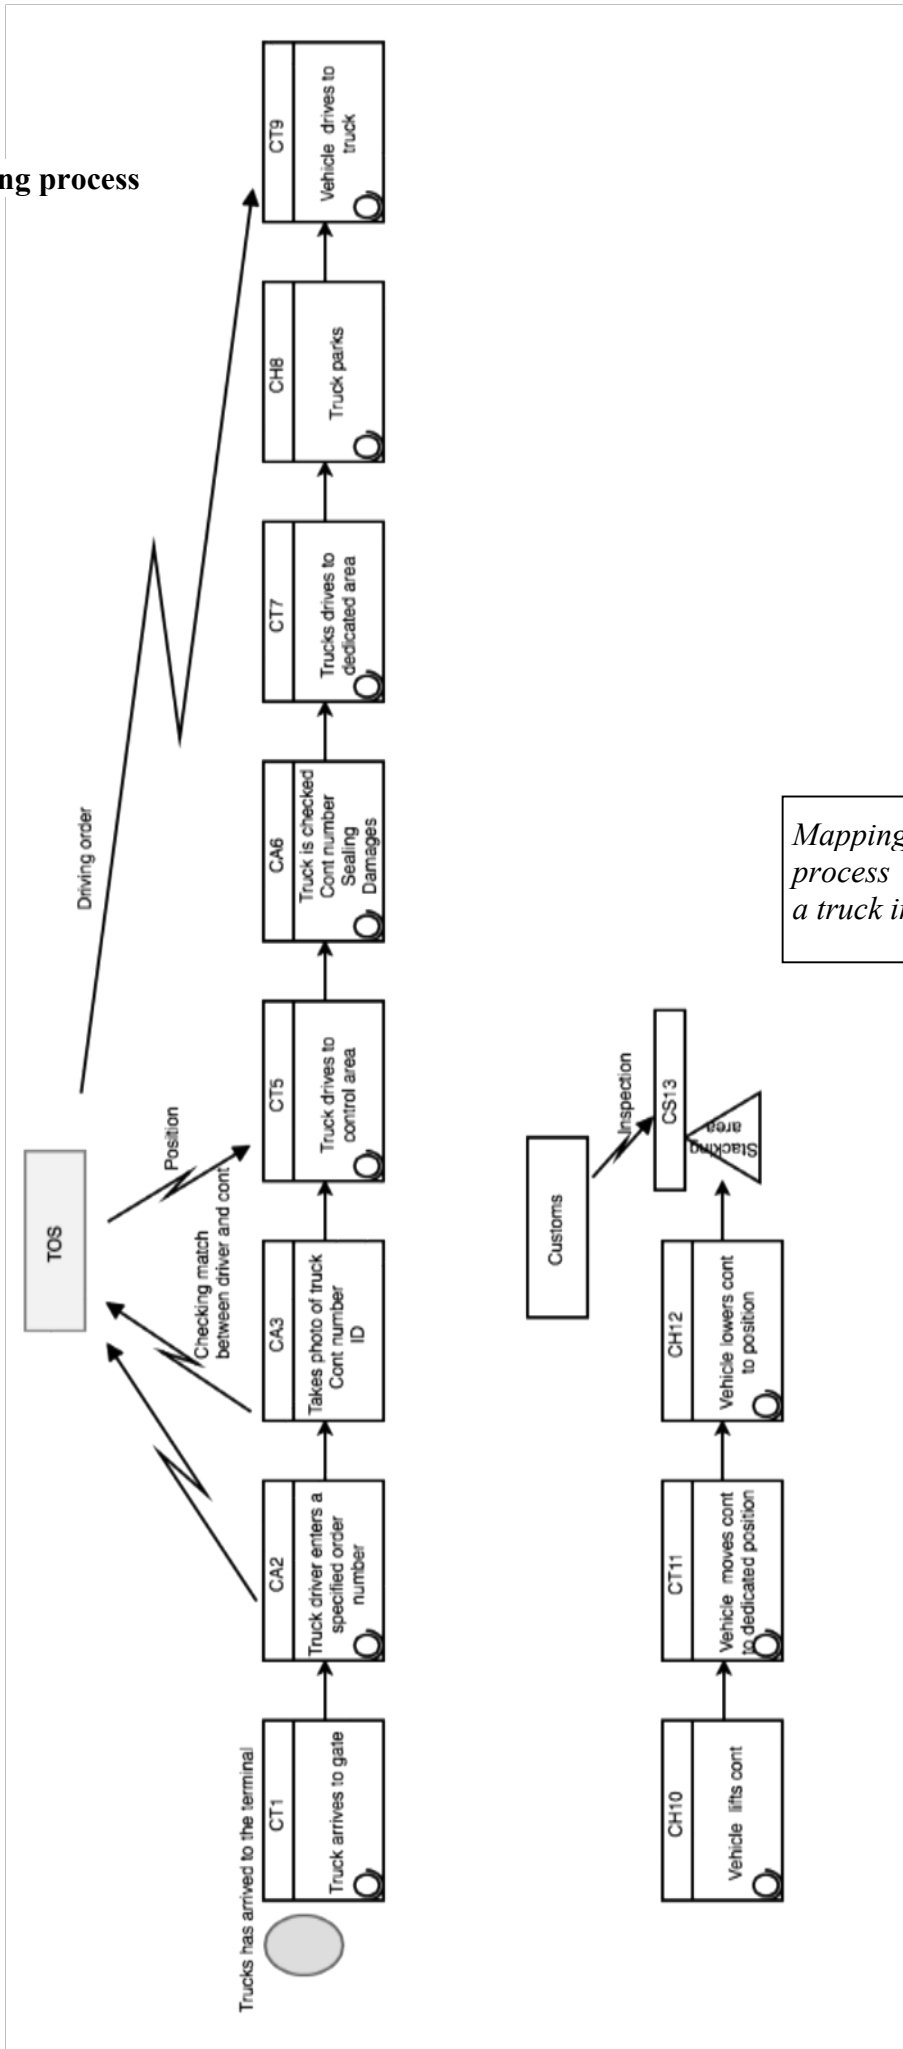 ng process
TOS
Driving order
Position
Checking match
between driver and cont
Trucks has arrived to the terminal
CT1
Truck arrives to gate
CA2
Truck driver enters a
specified order
number
CA3
Takes photo of truck
Cont number
ID
CT5
Truck drives to
control area
CA6
Truck is checked
Cont number
Sealing
Damages
CT7
Trucks drives to
dedicated area
CH8
Truck parks
CT9
Vehicle drives to
truck
Mapping
process
a truck i
Customs
Inspection
CH10
Vehicle lifts cont
CT11
Vehicle moves cont
to dedicated position
CH12
Vehicle lowers cont
to position
CS13
Stacking
area